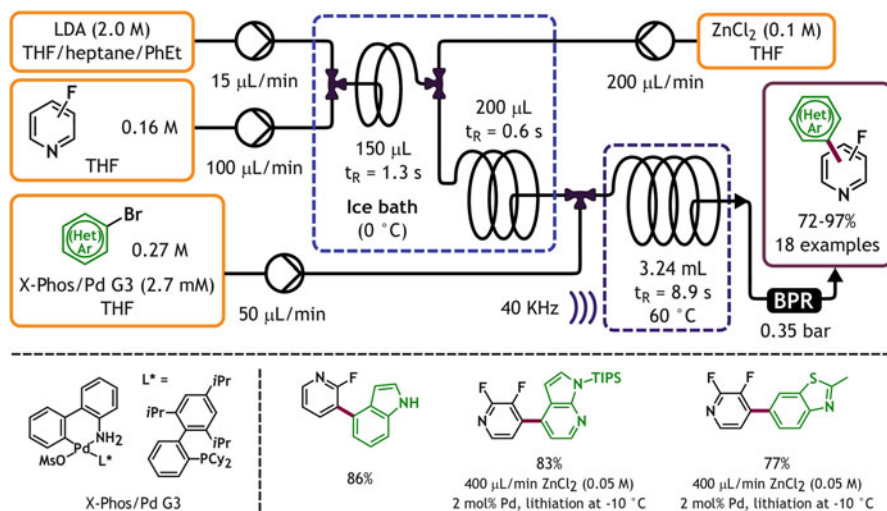 LDA (2.0 M)
THF/heptane/PhEt
15 µL/min
ZnCl2 (0.1 M)
THF
200 µL/min
F
N
0.16 M
THF
100 µL/min
150 µL
tR = 1.3 s
Ice bath
(0 °C)
200 µL
tR = 0.6 s
(Het)
Ar
Br
0.27 M
X-Phos/Pd G3 (2.7 mM)
THF
50 µL/min
40 KHz
3.24 mL
tR = 8.9 s
60 °C
BPR
0.35 bar
(Het)
Ar
F
N
72-97%
18 examples
L* =
iPr
iPr
iPr
PCy2
NH2
Pd
MsO
L*
X-Phos/Pd G3
N
F
NH
86%
F
F
N
N
TIPS
N
83%
400 µL/min ZnCl2 (0.05 M)
2 mol% Pd, lithiation at -10 °C
F
F
N
S
N
77%
400 µL/min ZnCl2 (0.05 M)
2 mol% Pd, lithiation at -10 °C